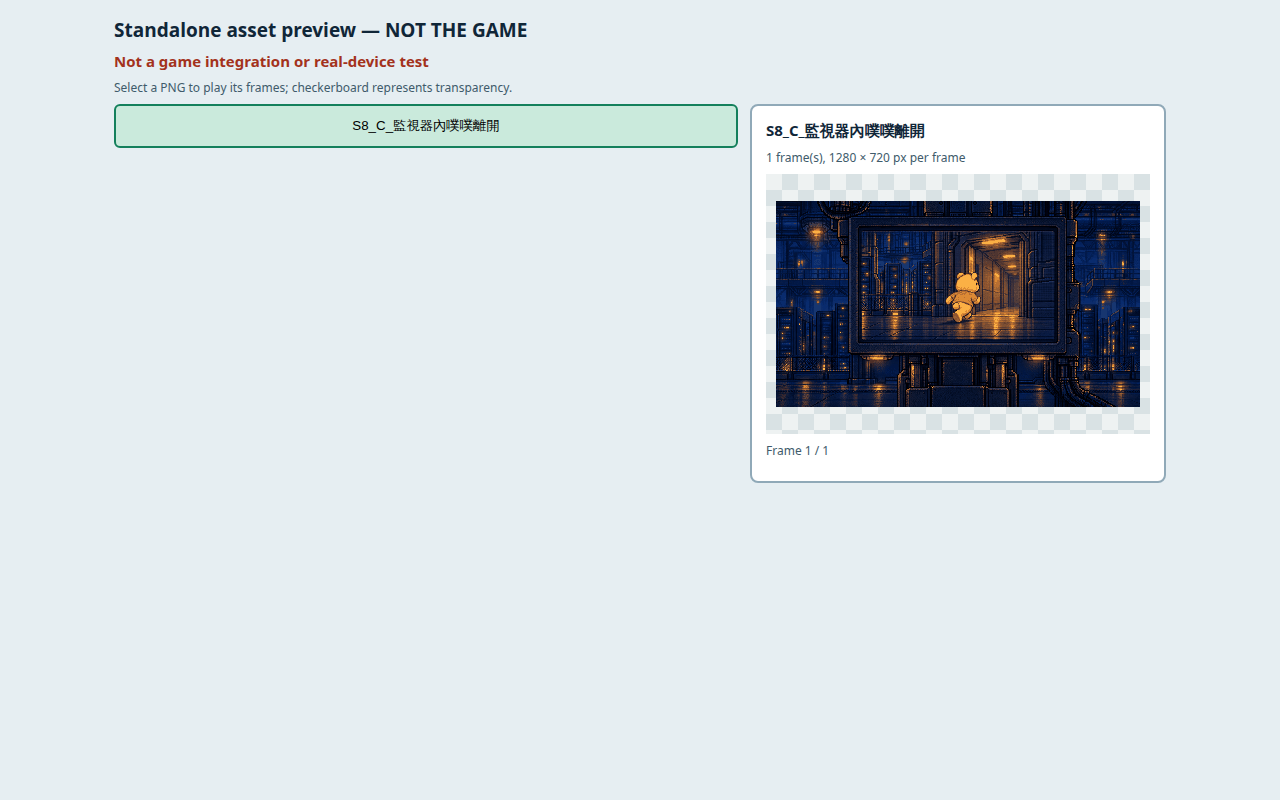 Standalone asset preview — NOT THE GAME
Not a game integration or real-device test
Select a PNG to play its frames; checkerboard represents transparency.
S8_C_監視器內噗噗離開
S8_C_監視器內噗噗離開
1 frame(s), 1280 × 720 px per frame
Frame 1 / 1